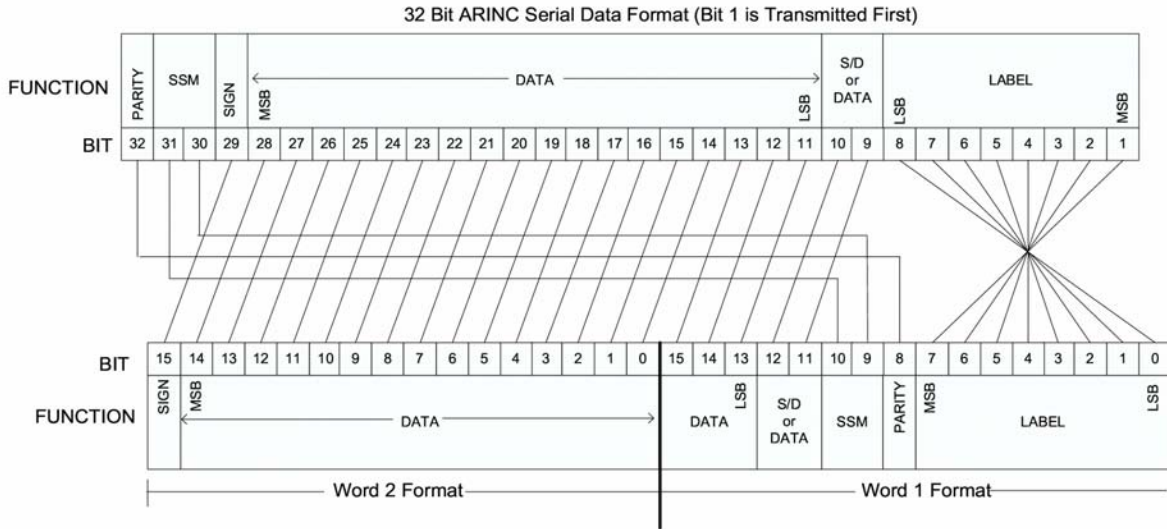 32 Bit ARINC Serial Data Format (Bit 1 is Transmitted First)
FUNCTION
PARITY
SSM
SIGN
MSB
DATA
LSB
S/D
or
DATA
LSB
LABEL
MSB
BIT
32 31 30 29 28 27 26 25 24 23 22 21 20 19 18 17 16 15 14 13 12 11 10 9 8 7 6 5 4 3 2 1
BIT
15 14 13 12 11 10 9 8 7 6 5 4 3 2 1 0 15 14 13 12 11 10 9 8 7 6 5 4 3 2 1 0
FUNCTION
SIGN
MSB
DATA
DATA
LSB
S/D
or
DATA
SSM
PARITY
MSB
LABEL
LSB
Word 2 Format
Word 1 Format